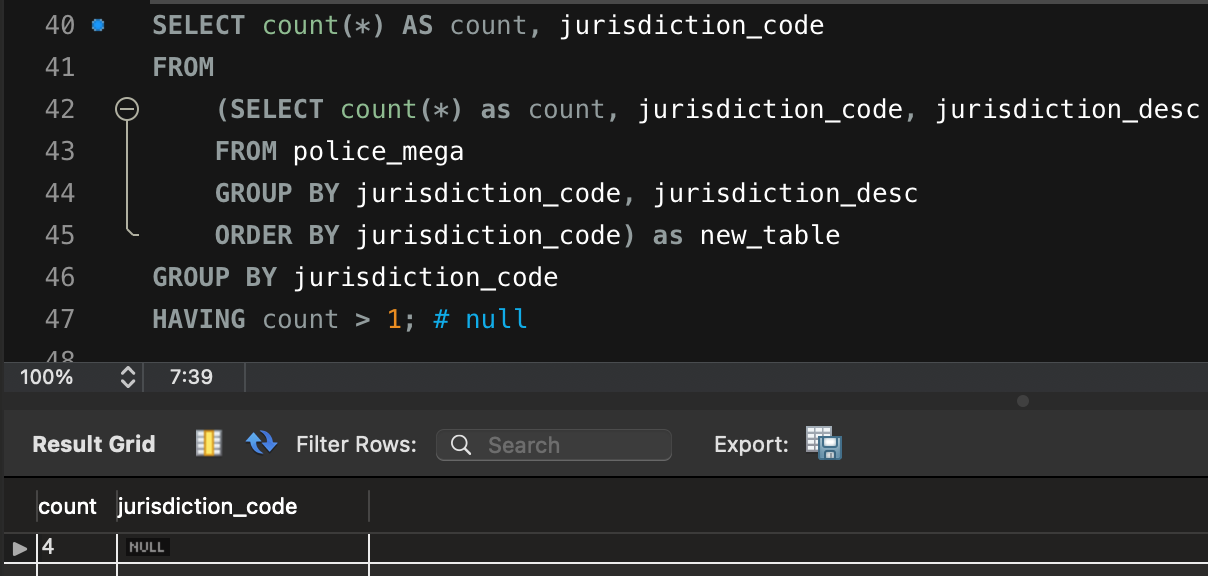 40 SELECT count(*) AS count, jurisdiction_code
41 FROM
42 (SELECT count(*) as count, jurisdiction_code, jurisdiction_desc
43 FROM police_mega
44 GROUP BY jurisdiction_code, jurisdiction_desc
45 ORDER BY jurisdiction_code) as new_table
46 GROUP BY jurisdiction_code
47 HAVING count > 1; # null
48
100% 7:39
Result Grid Filter Rows: Search Export:
count jurisdiction_code
4 NULL